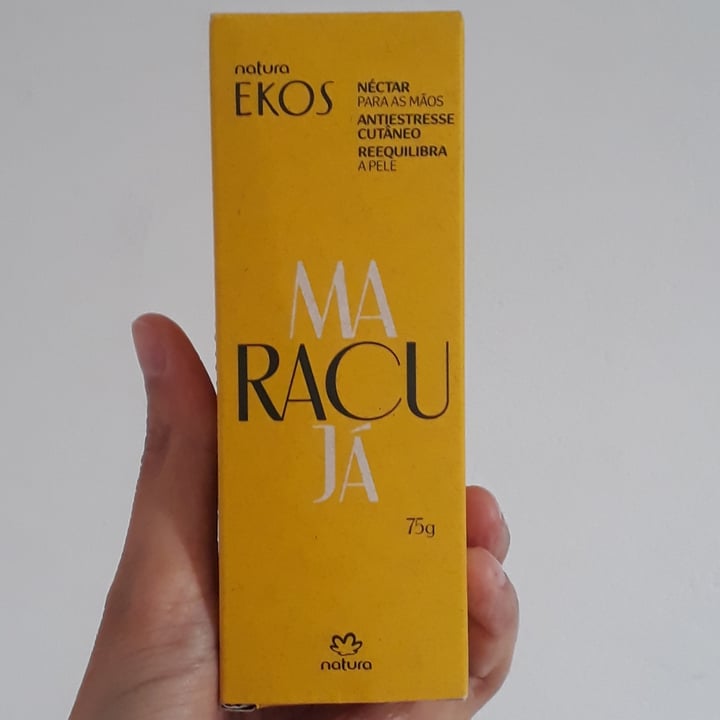 natura
EKOS
NÉCTAR
PARA AS MÃOS
ANTIESTRESSE
CUTÂNEO
REEQUILIBRA
A PELE
MA
RACU
JÁ
75g
natura